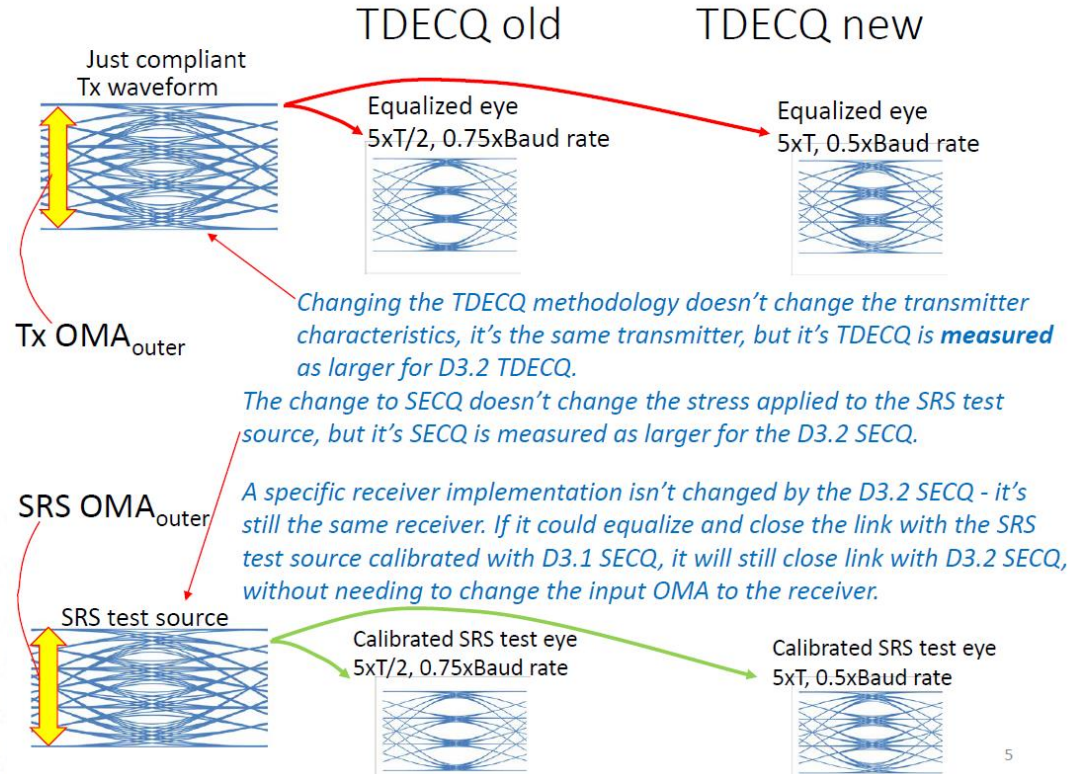 TDECQ old
TDECQ new
Just compliant
Tx waveform
Equalized eye
5xT/2, 0.75xBaud rate
Equalized eye
5xT, 0.5xBaud rate
Tx OMAouter
Changing the TDECQ methodology doesn't change the transmitter
characteristics, it's the same transmitter, but it's TDECQ is measured
as larger for D3.2 TDECQ.
The change to SECQ doesn't change the stress applied to the SRS test
source, but it's SECQ is measured as larger for the D3.2 SECQ.
SRS OMAouter
A specific receiver implementation isn't changed by the D3.2 SECQ - it's
still the same receiver. If it could equalize and close the link with the SRS
test source calibrated with D3.1 SECQ, it will still close link with D3.2 SECQ,
without needing to change the input OMA to the receiver.
SRS test source
Calibrated SRS test eye
5xT/2, 0.75xBaud rate
Calibrated SRS test eye
5xT, 0.5xBaud rate
5